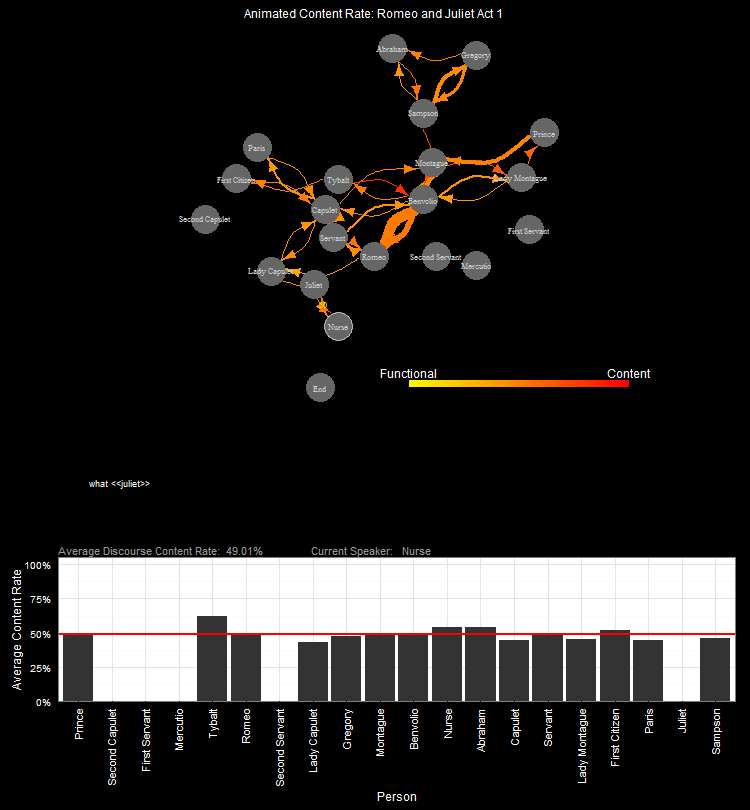 Animated Content Rate: Romeo and Juliet Act 1
Abraham
Gregory
Sampson
Prince
Paris
Montague
First Citizen
Tybalt
Lady Montague
Benvolio
Capulet
Second Capulet
First Servant
Servant
Romeo
Second Servant
Mercutio
Lady Capulet
Juliet
Nurse
Functional Content
End
what <<juliet>>
Average Discourse Content Rate: 49.01% Current Speaker: Nurse
100%
75%
50%
25%
0%
Average Content Rate
Prince
Second Capulet
First Servant
Mercutio
Tybalt
Romeo
Second Servant
Lady Capulet
Gregory
Montague
Benvolio
Nurse
Abraham
Capulet
Servant
Lady Montague
First Citizen
Paris
Juliet
Sampson
Person